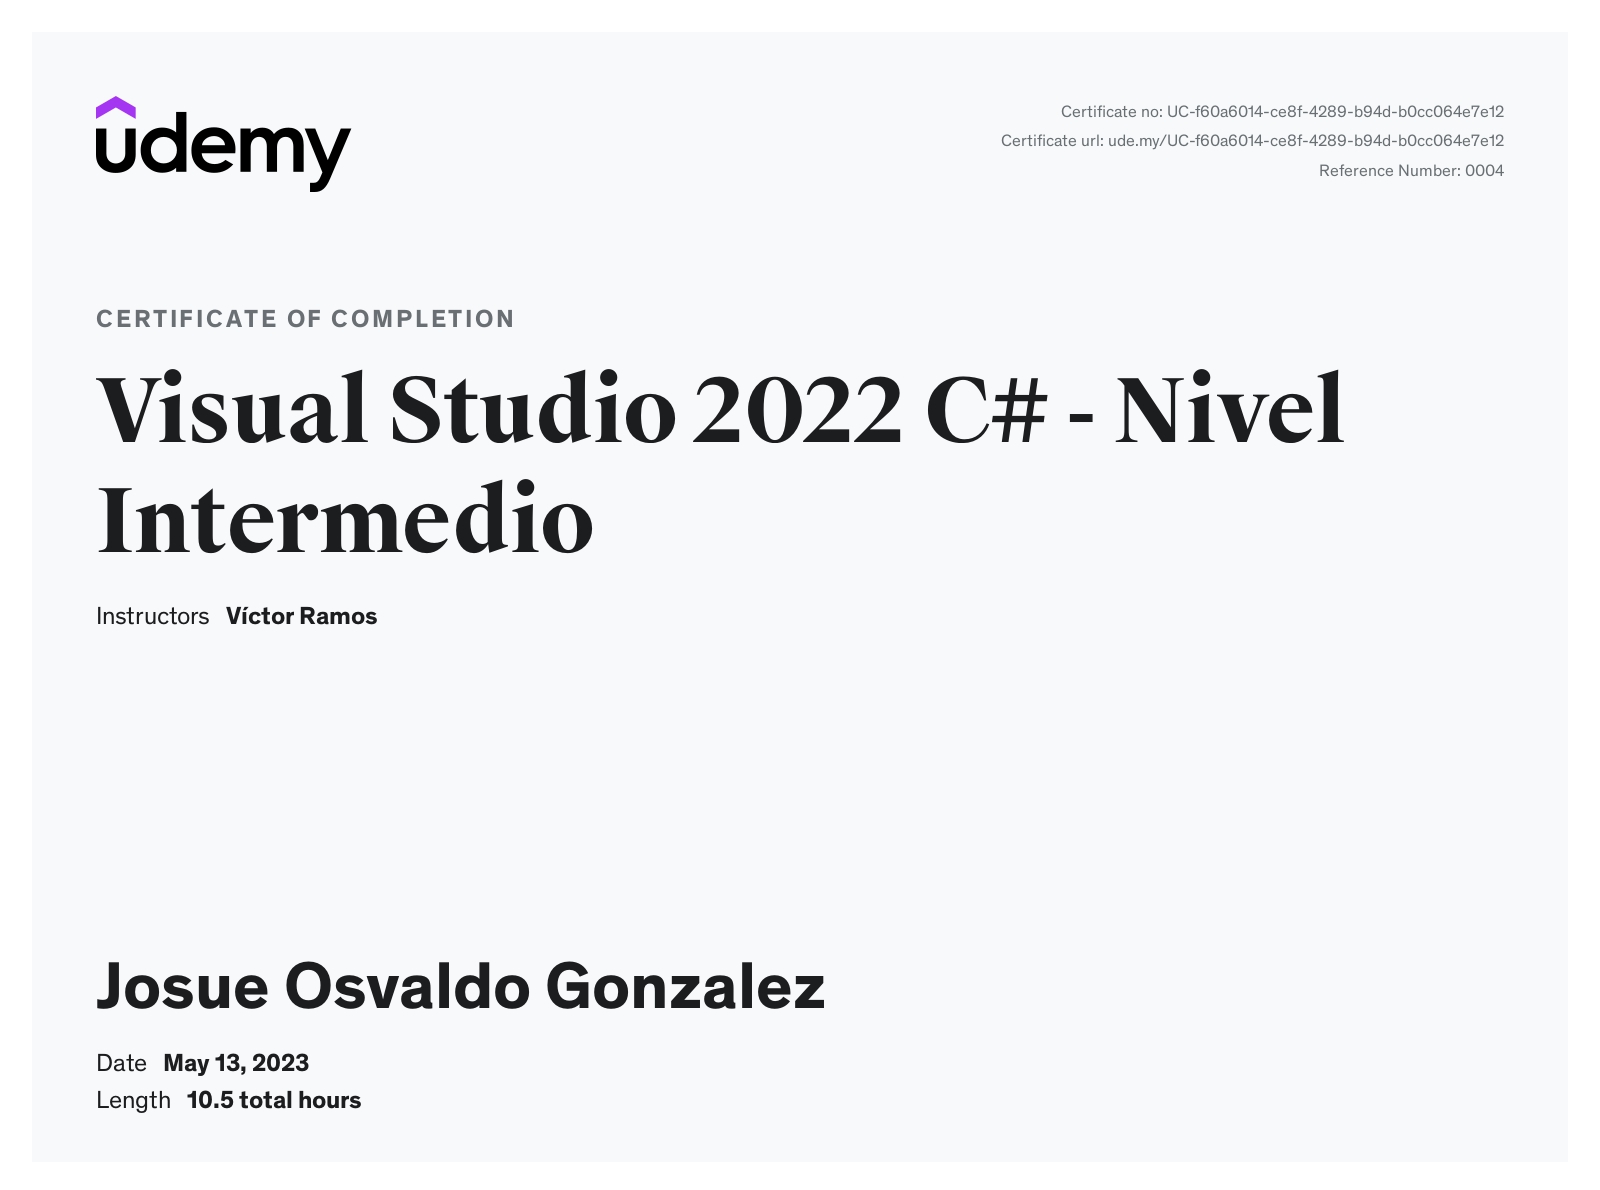 udemy
Certificate no: UC-f60a6014-ce8f-4289-b94d-b0cc064e7e12
Certificate url: ude.my/UC-f60a6014-ce8f-4289-b94d-b0cc064e7e12
Reference Number: 0004
CERTIFICATE OF COMPLETION
Visual Studio 2022 C# - Nivel
Intermedio
Instructors Víctor Ramos
Josue Osvaldo Gonzalez
Date May 13, 2023
Length 10.5 total hours